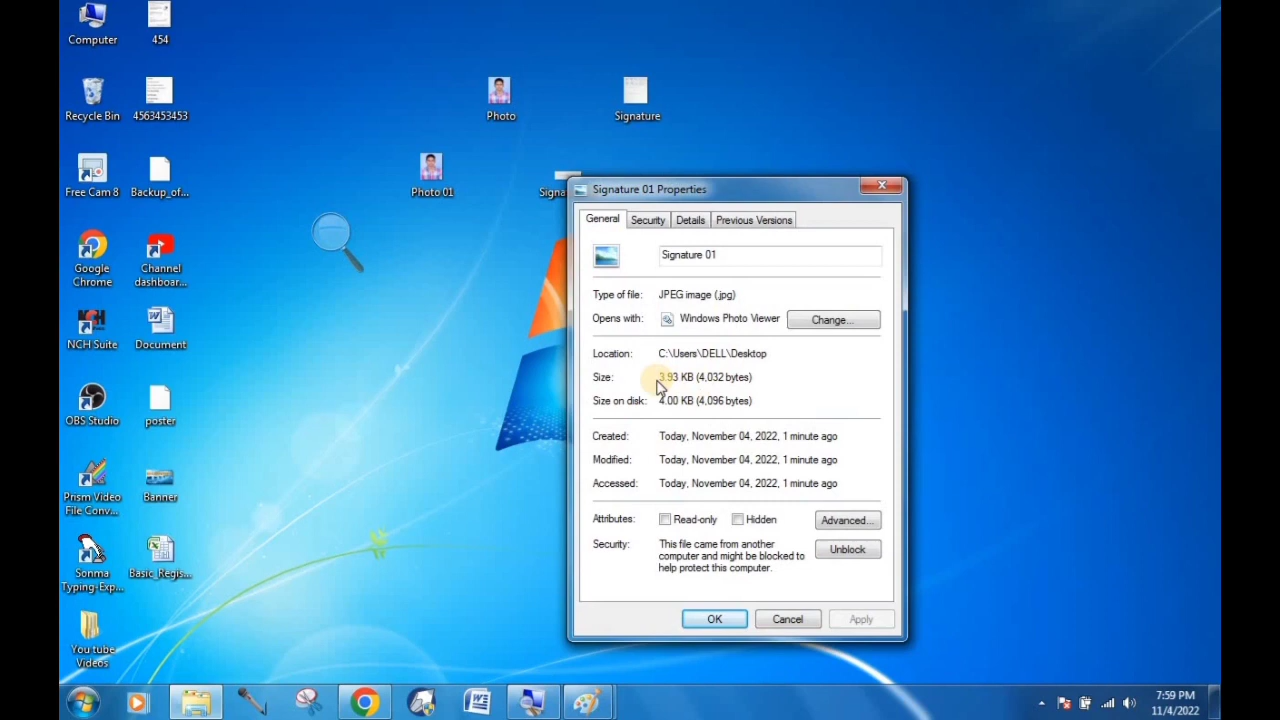 Computer
454
Recycle Bin
4563453453
Photo
Signature
Free Cam 8
Backup_of...
Photo 01
Google
Chrome
Channel
dashboar...
NCH Suite
Document
OBS Studio
poster
Prism Video
File Conv...
Banner
Sonma
Typing-Exp...
Basic_Regis...
You tube
Videos
Signature 01 Properties
General
Security
Details
Previous Versions
Signature 01
Type of file: JPEG image (.jpg)
Opens with: Windows Photo Viewer
Change...
Location: C:\Users\DELL\Desktop
Size: 3.93 KB (4,032 bytes)
Size on disk: 4.00 KB (4,096 bytes)
Created: Today, November 04, 2022, 1 minute ago
Modified: Today, November 04, 2022, 1 minute ago
Accessed: Today, November 04, 2022, 1 minute ago
Attributes: Read-only Hidden Advanced...
Security: This file came from another
computer and might be blocked to
help protect this computer.
Unblock
OK Cancel Apply
7:59 PM
11/4/2022